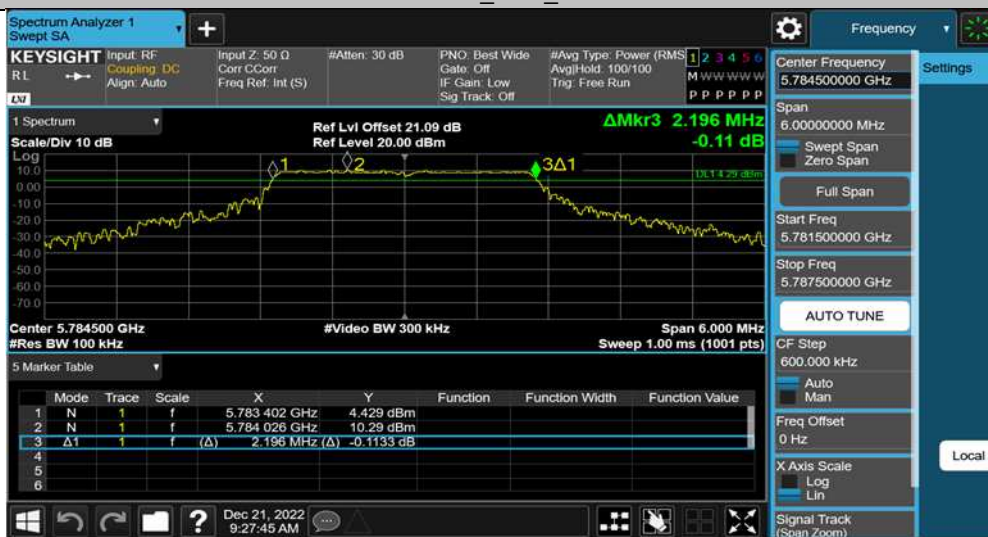 Spectrum Analyzer 1
Swept SA
+
Frequency
KEYSIGHT
RL
LXI
Input: RF
Coupling: DC
Align: Auto
Input Z: 50 Ω
Corr CCorr
Freq Ref: Int (S)
#Atten: 30 dB
PNO: Best Wide
Gate: Off
IF Gain: Low
Sig Track: Off
#Avg Type: Power (RMS
Avg|Hold: 100/100
Trig: Free Run
1 2 3 4 5 6
M W W W W W
P P P P P P
1 Spectrum
Scale/Div 10 dB
Ref Lvl Offset 21.09 dB
Ref Level 20.00 dBm
ΔMkr3 2.196 MHz
-0.11 dB
Log
10.0
0.00
-10.0
-20.0
-30.0
-40.0
-50.0
-60.0
-70.0
1
2
3Δ1
DL1 4.29 dBm
Center 5.784500 GHz
#Video BW 300 kHz
Span 6.000 MHz
#Res BW 100 kHz
Sweep 1.00 ms (1001 pts)
5 Marker Table
Mode Trace Scale X Y Function Function Width Function Value
1 N 1 f 5.783 402 GHz 4.429 dBm
2 N 1 f 5.784 026 GHz 10.29 dBm
3 Δ1 1 f (Δ) 2.196 MHz (Δ) -0.1133 dB
4
5
6
?
Dec 21, 2022
9:27:45 AM
Center Frequency
5.784500000 GHz
Span
6.00000000 MHz
Swept Span
Zero Span
Full Span
Start Freq
5.781500000 GHz
Stop Freq
5.787500000 GHz
AUTO TUNE
CF Step
600.000 kHz
Auto
Man
Freq Offset
0 Hz
X Axis Scale
Log
Lin
Signal Track
(Span Zoom)
Settings
Local